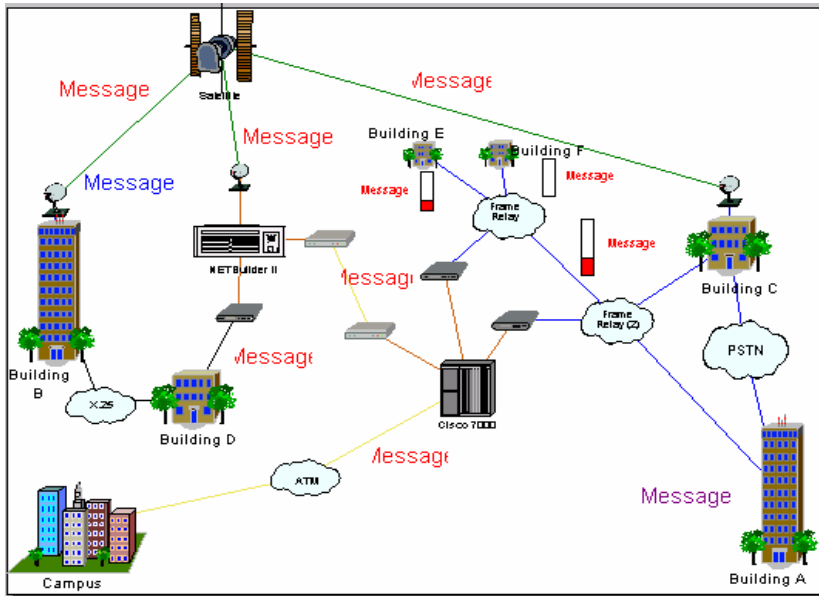 Satellite
Message
Message
Message
Message
Building E
Building F
Message
Message
Frame
Relay
Message
NETBuilder II
Message
Building C
Frame
Relay (2)
PSTN
Message
Building
B
X.25
Building D
Cisco 7000
Message
ATM
Message
Campus
Building A